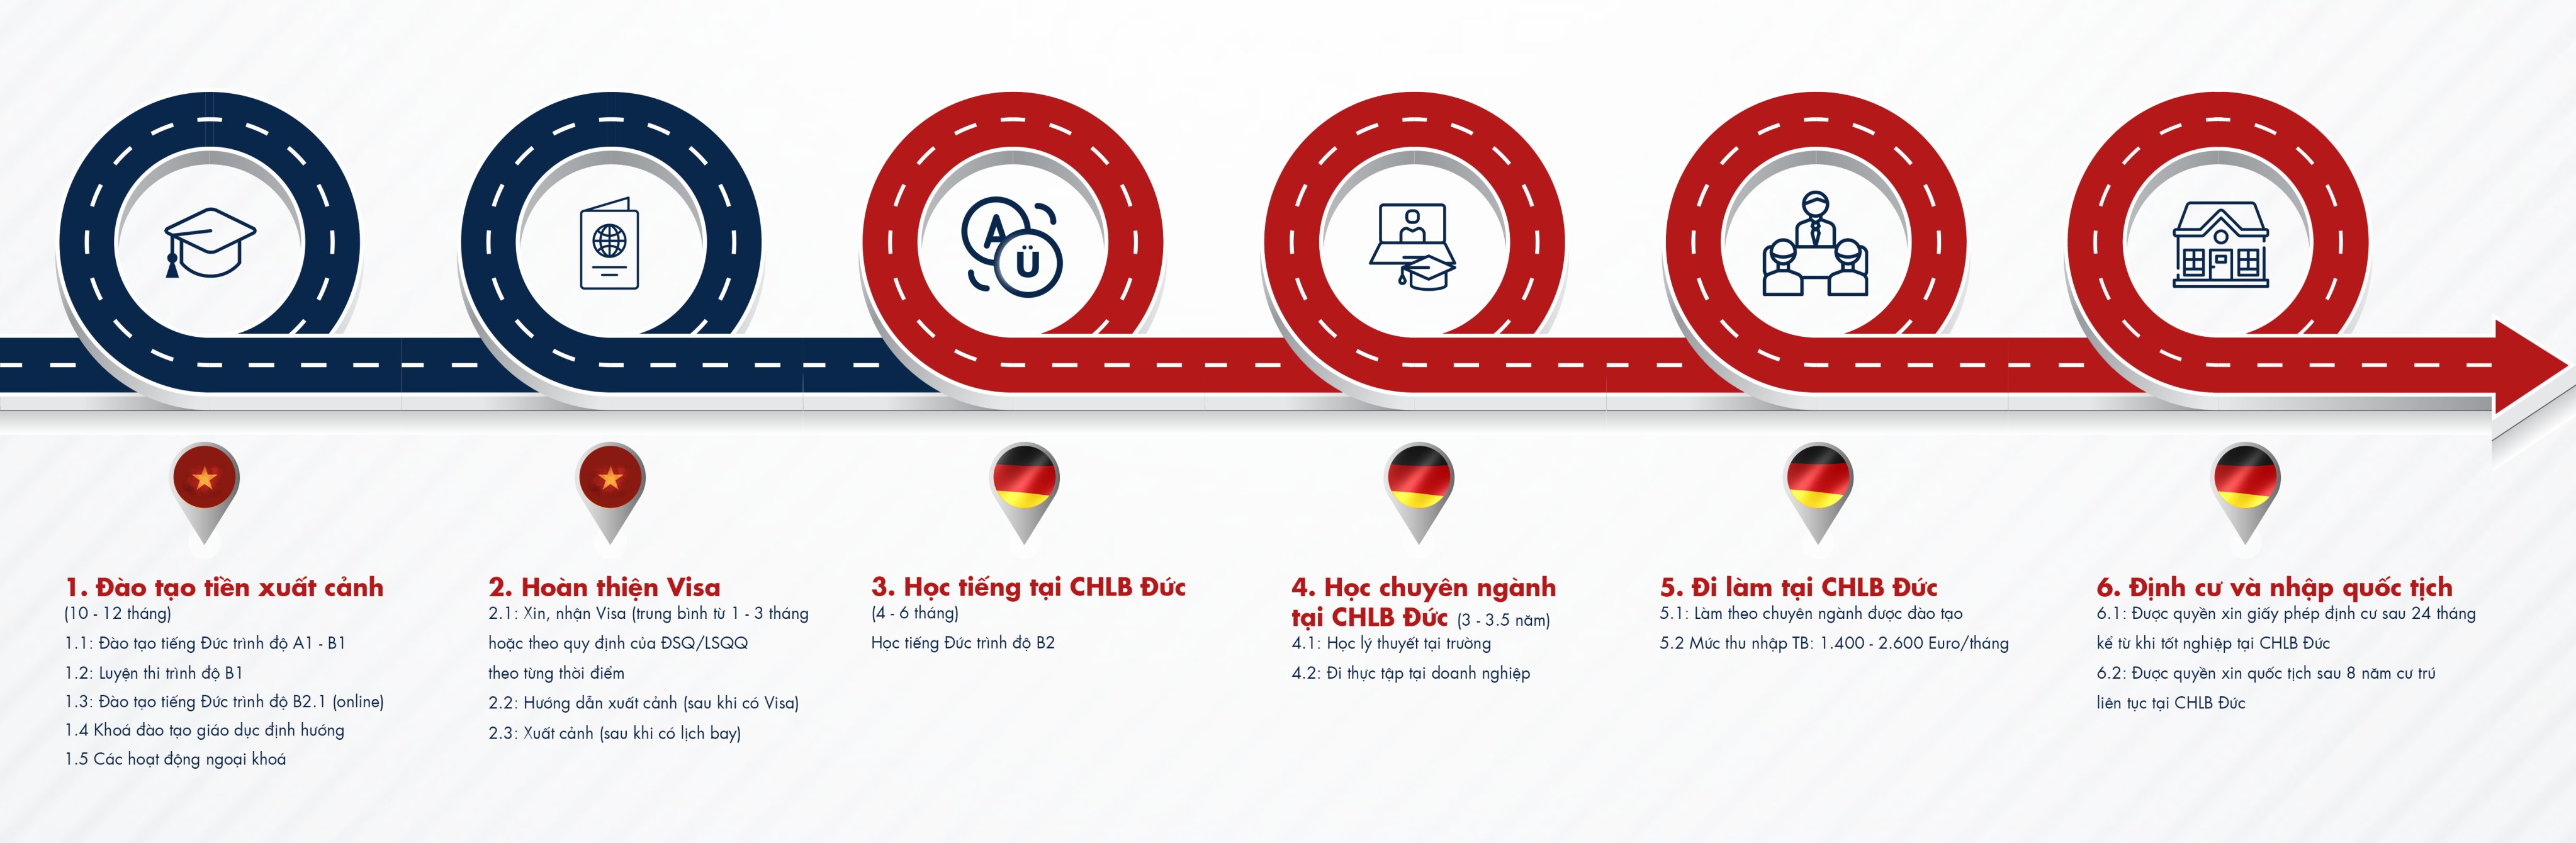 A
Ü
1. Đào tạo tiền xuất cảnh
(10 - 12 tháng)
1.1: Đào tạo tiếng Đức trình độ A1 - B1
1.2: Luyện thi trình độ B1
1.3: Đào tạo tiếng Đức trình độ B2.1 (online)
1.4 Khoá đào tạo giáo dục định hướng
1.5 Các hoạt động ngoại khoá
2. Hoàn thiện Visa
2.1: Xin, nhận Visa (trung bình từ 1 - 3 tháng
hoặc theo quy định của ĐSQ/LSQQ
theo từng thời điểm
2.2: Hướng dẫn xuất cảnh (sau khi có Visa)
2.3: Xuất cảnh (sau khi có lịch bay)
3. Học tiếng tại CHLB Đức
(4 - 6 tháng)
Học tiếng Đức trình độ B2
4. Học chuyên ngành
tại CHLB Đức (3 - 3.5 năm)
4.1: Học lý thuyết tại trường
4.2: Đi thực tập tại doanh nghiệp
5. Đi làm tại CHLB Đức
5.1: Làm theo chuyên ngành được đào tạo
5.2 Mức thu nhập TB: 1.400 - 2.600 Euro/tháng
6. Định cư và nhập quốc tịch
6.1: Được quyền xin giấy phép định cư sau 24 tháng
kể từ khi tốt nghiệp tại CHLB Đức
6.2: Được quyền xin quốc tịch sau 8 năm cư trú
liên tục tại CHLB Đức